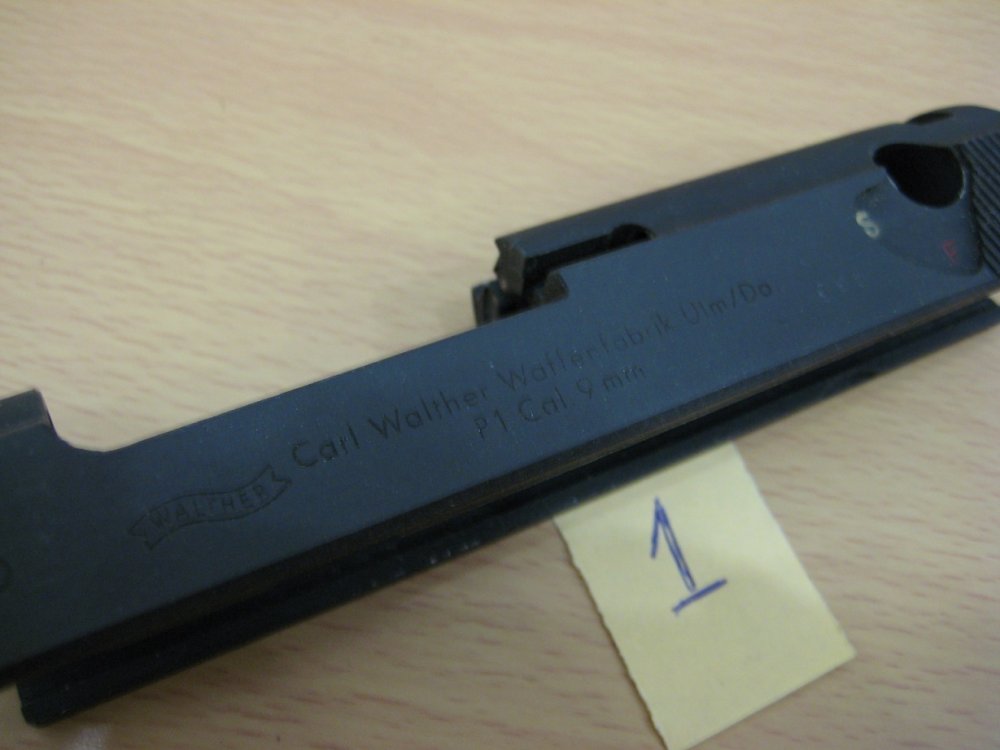 S
F
WALTHER
Carl Walther Waffenfabrik Ulm/Do
P1 Cal. 9 mm
1